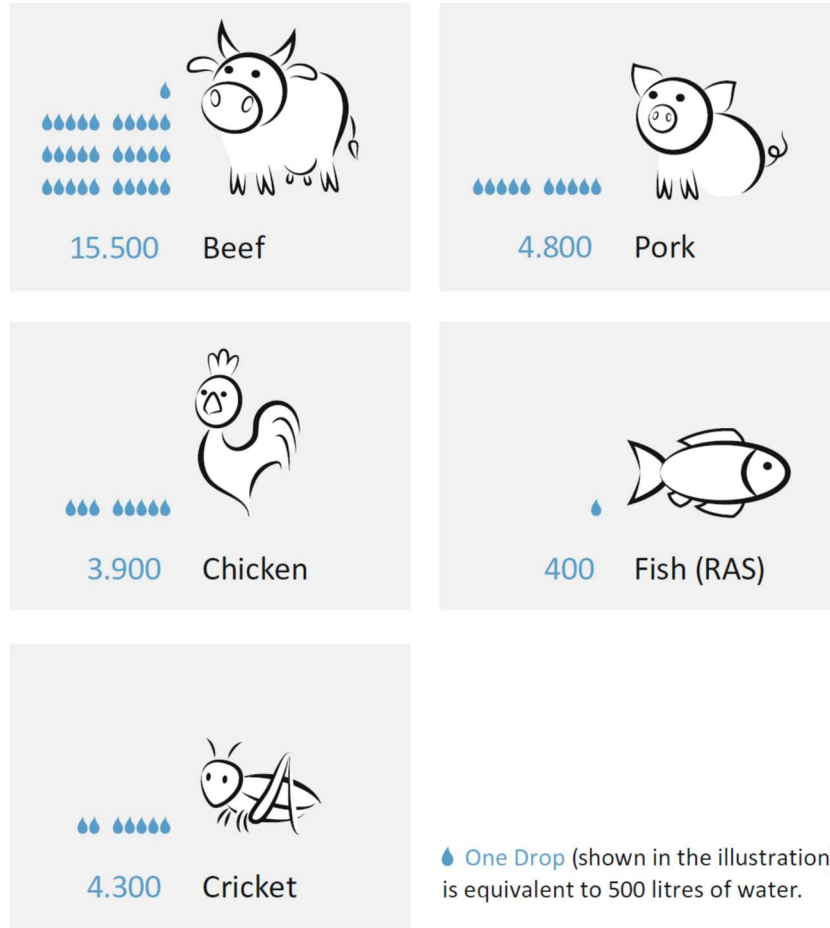 15.500 Beef
4.800 Pork
3.900 Chicken
400 Fish (RAS)
4.300 Cricket
One Drop (shown in the illustration
is equivalent to 500 litres of water.